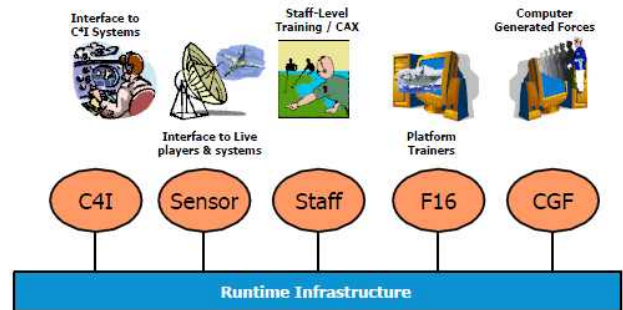 Interface to
C⁴I Systems
Staff-Level
Training / CAX
Computer
Generated Forces
Interface to Live
players & systems
Platform
Trainers
C4I
Sensor
Staff
F16
CGF
Runtime Infrastructure